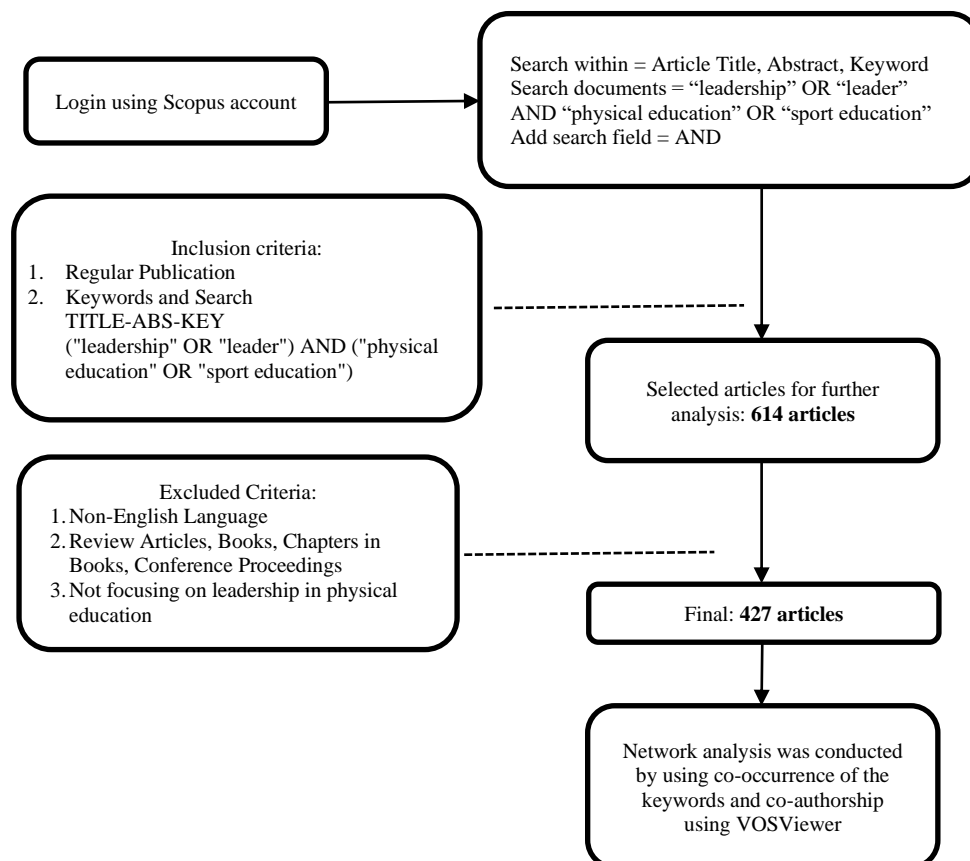 Login using Scopus account
Search within = Article Title, Abstract, Keyword
Search documents = “leadership” OR “leader”
AND “physical education” OR “sport education”
Add search field = AND
Inclusion criteria:
1. Regular Publication
2. Keywords and Search
TITLE-ABS-KEY
("leadership" OR "leader") AND ("physical
education" OR "sport education")
Selected articles for further
analysis: 614 articles
Excluded Criteria:
1. Non-English Language
2. Review Articles, Books, Chapters in
Books, Conference Proceedings
3. Not focusing on leadership in physical
education
Final: 427 articles
Network analysis was conducted
by using co-occurrence of the
keywords and co-authorship
using VOSViewer